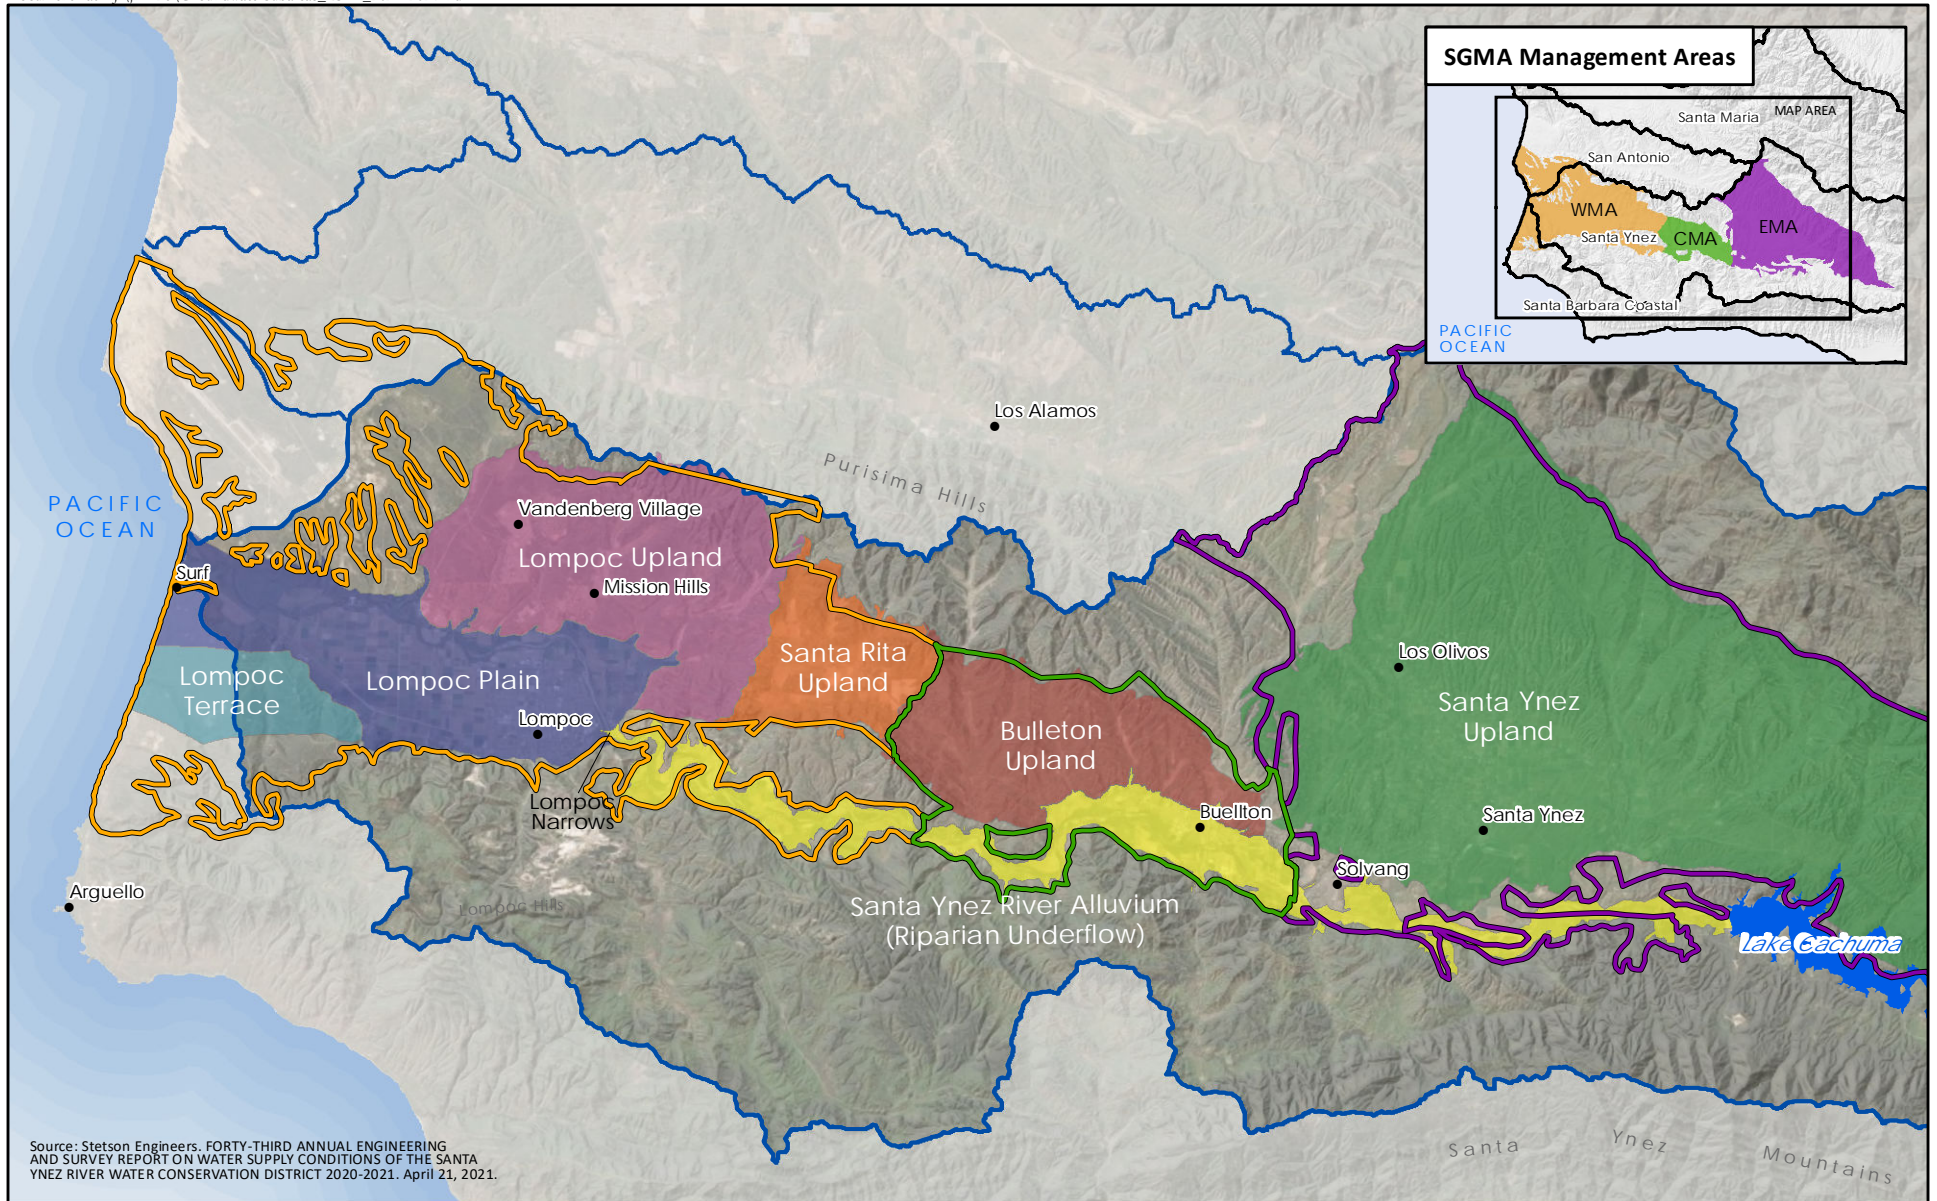 SGMA Management Areas
MAP AREA
Santa Maria
San Antonio
WMA
EMA
Santa Ynez
CMA
Santa Barbara Coastal
PACIFIC
OCEAN
Los Alamos
Purisima Hills
PACIFIC
OCEAN
Vandenberg Village
Lompoc Upland
Surf
Mission Hills
Santa Rita
Upland
Los Olivos
Lompoc
Terrace
Lompoc Plain
Lompoc
Santa Ynez
Upland
Bulleton
Upland
Lompoc
Narrows
Buellton
Santa Ynez
Solvang
Arguello
Lompoc Hills
Santa Ynez River Alluvium
(Riparian Underflow)
Lake Cachuma
Santa Ynez Mountains
Source: Stetson Engineers. FORTY-THIRD ANNUAL ENGINEERING
AND SURVEY REPORT ON WATER SUPPLY CONDITIONS OF THE SANTA
YNEZ RIVER WATER CONSERVATION DISTRICT 2020-2021. April 21, 2021.